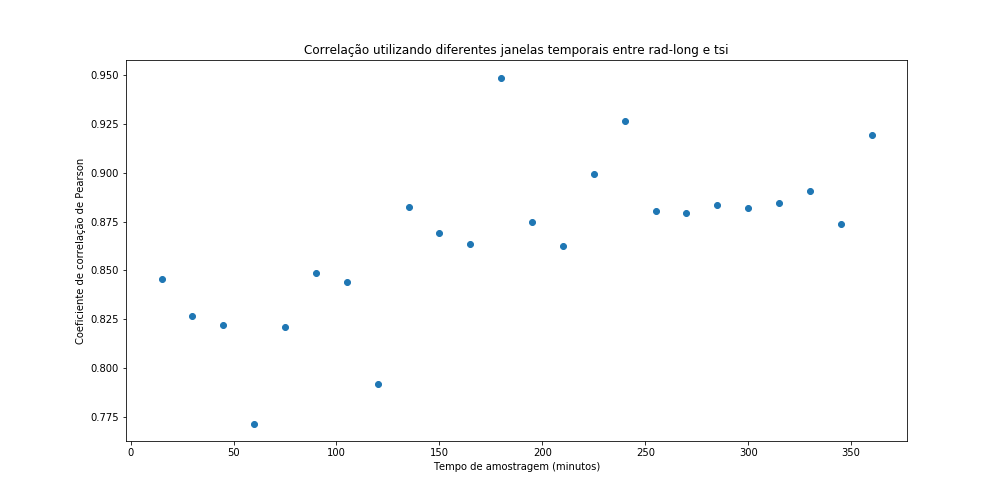 Correlação utilizando diferentes janelas temporais entre rad-long e tsi
Coeficiente de correlação de Pearson
0.950
0.925
0.900
0.875
0.850
0.825
0.800
0.775
0 50 100 150 200 250 300 350
Tempo de amostragem (minutos)